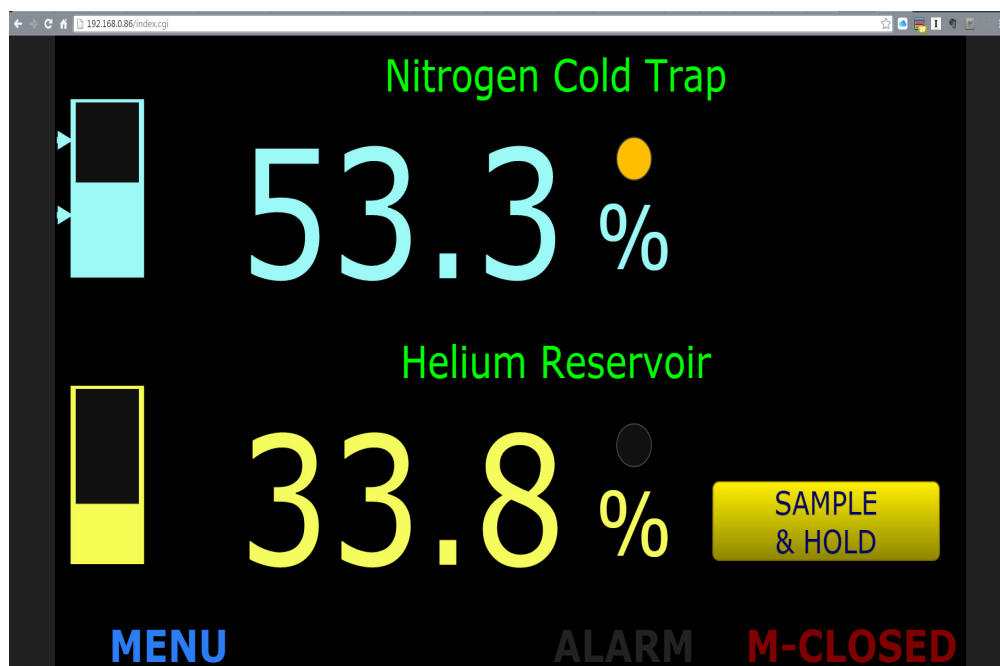 192.168.0.86/index.cgi
Nitrogen Cold Trap
53.3 %
Helium Reservoir
33.8 %
SAMPLE
& HOLD
MENU ALARM M-CLOSED